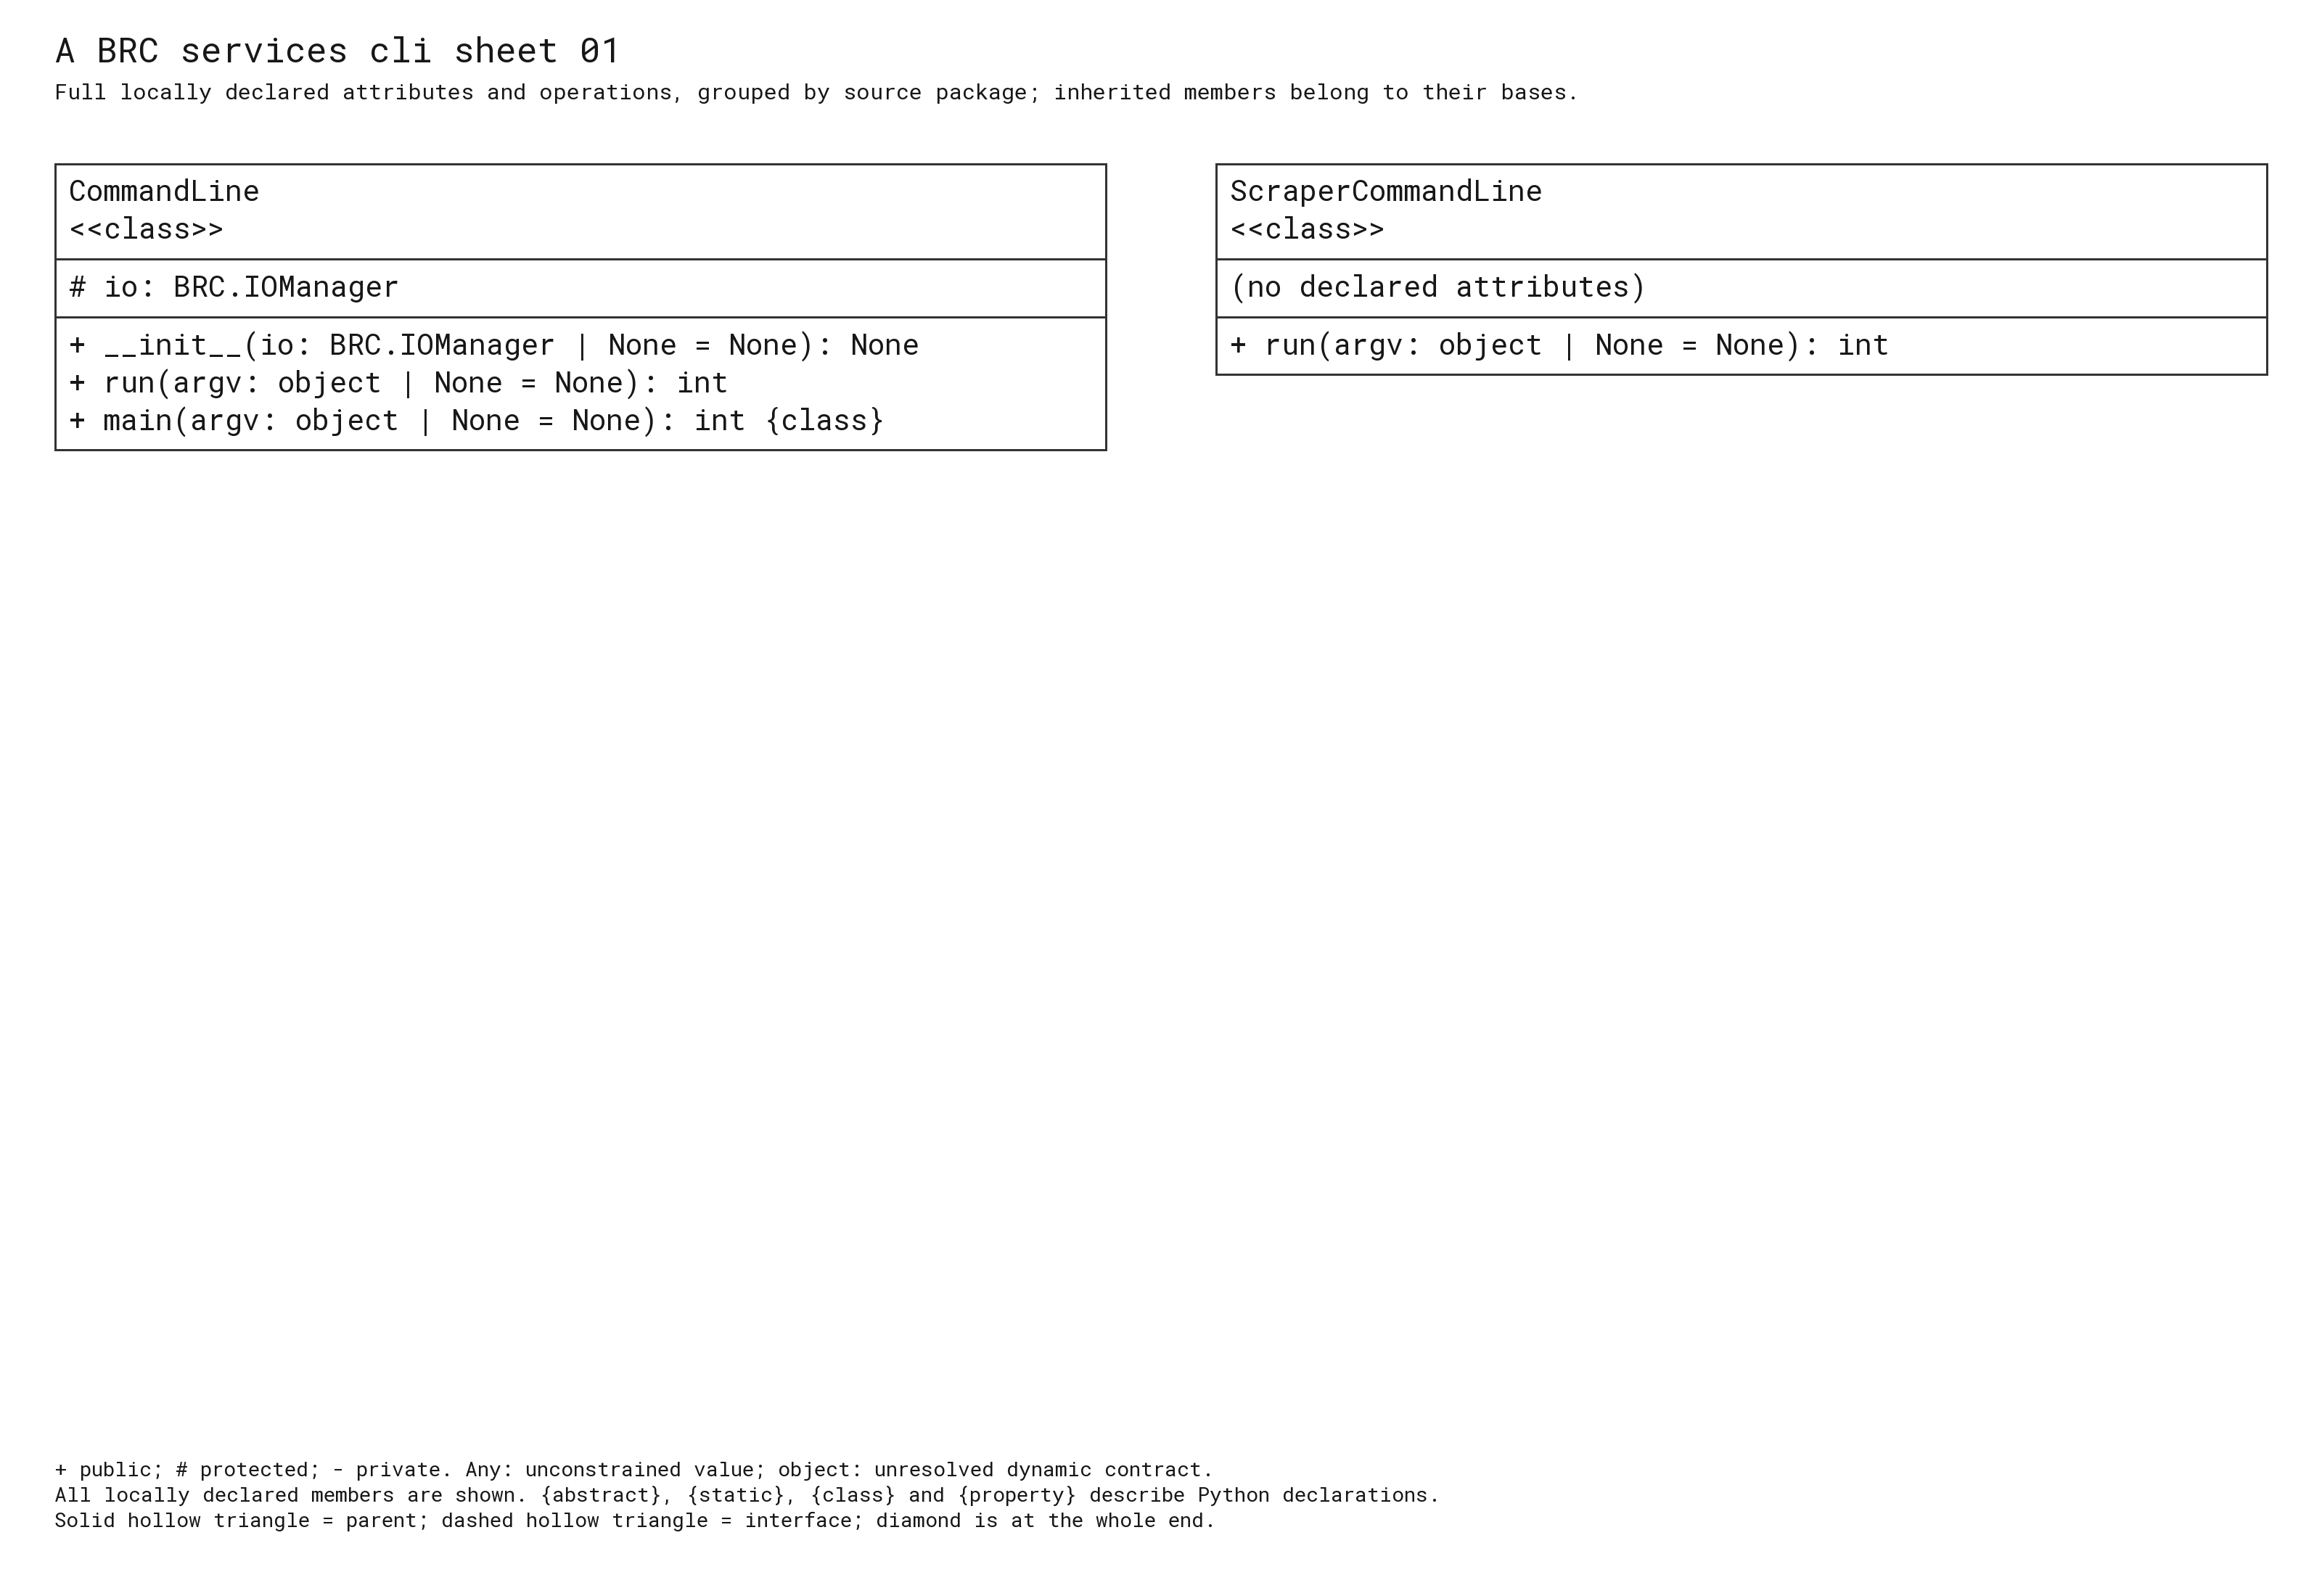 A BRC services cli sheet 01
Full locally declared attributes and operations, grouped by source package; inherited members belong to their bases.
CommandLine
<<class>>
# io: BRC.IOManager
+ __init__(io: BRC.IOManager | None = None): None
+ run(argv: object | None = None): int
+ main(argv: object | None = None): int {class}
ScraperCommandLine
<<class>>
(no declared attributes)
+ run(argv: object | None = None): int
+ public; # protected; - private. Any: unconstrained value; object: unresolved dynamic contract.
All locally declared members are shown. {abstract}, {static}, {class} and {property} describe Python declarations.
Solid hollow triangle = parent; dashed hollow triangle = interface; diamond is at the whole end.